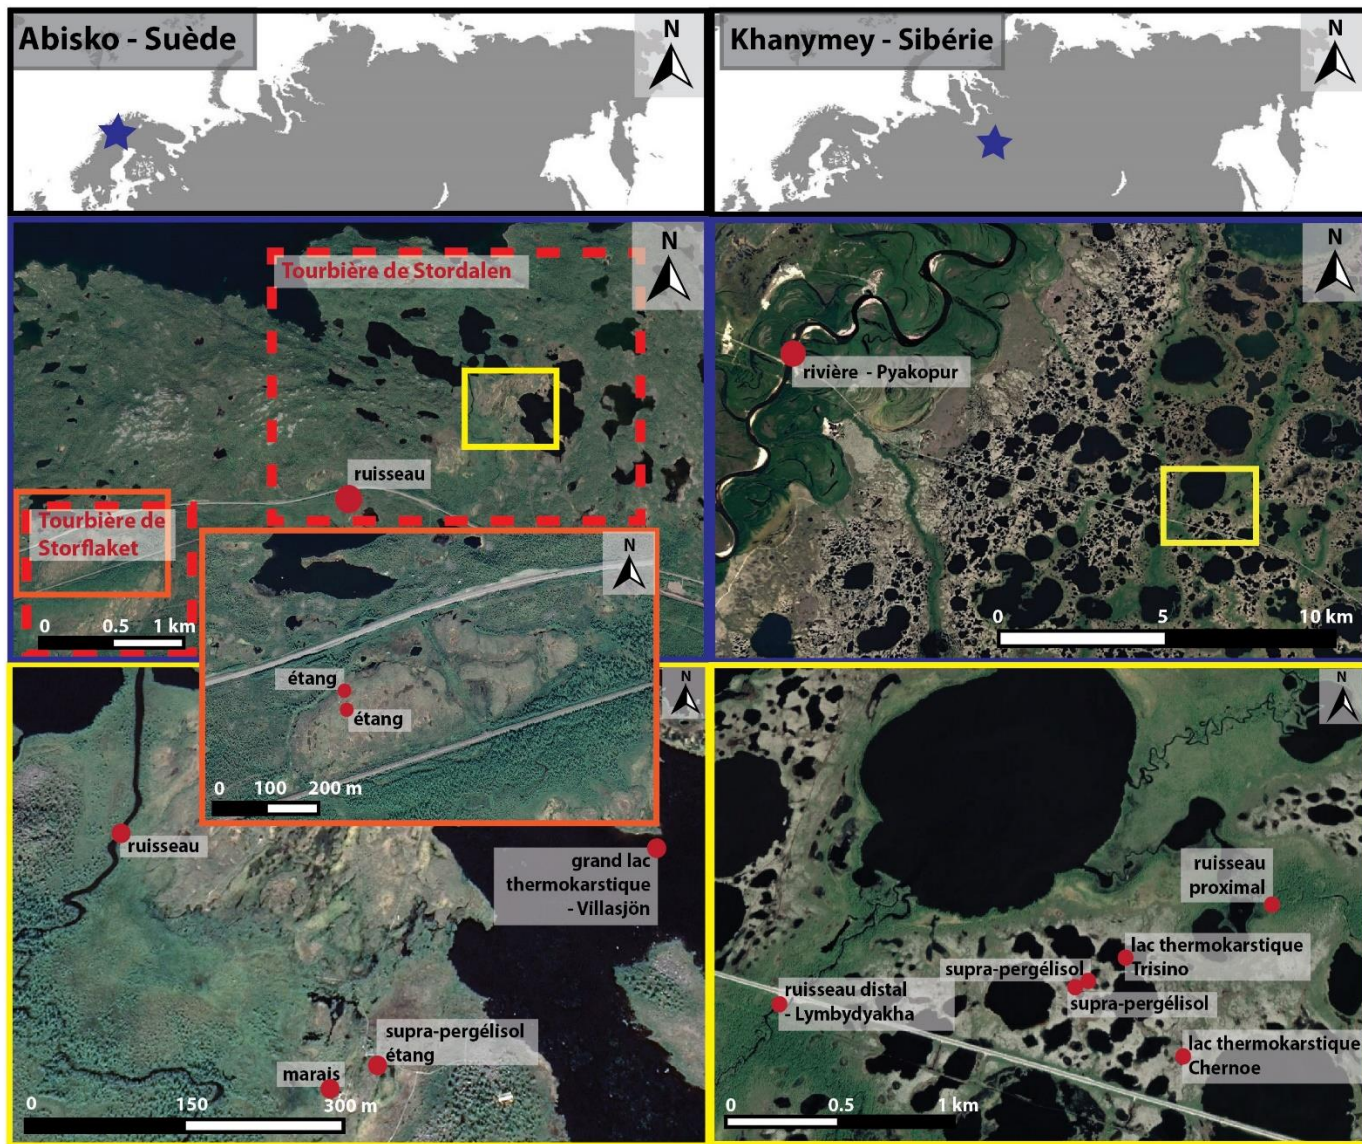 Abisko - Suède
N
Khanymey - Sibérie
N
Tourbière de Stordalen
N
ruisseau
Tourbière de
Storflaket
0 0.5 1 km
N
rivière - Pyakopur
0 5 10 km
N
étang
étang
0 100 200 m
N
ruisseau
grand lac
thermokarstique
- Villasjön
supra-pergélisol
étang
marais
0 150 300 m
N
ruisseau
proximal
lac thermokarstique
Trisino
supra-pergélisol
supra-pergélisol
ruisseau distal
- Lymbydyakha
lac thermokarstique
Chernoe
0 0.5 1 km